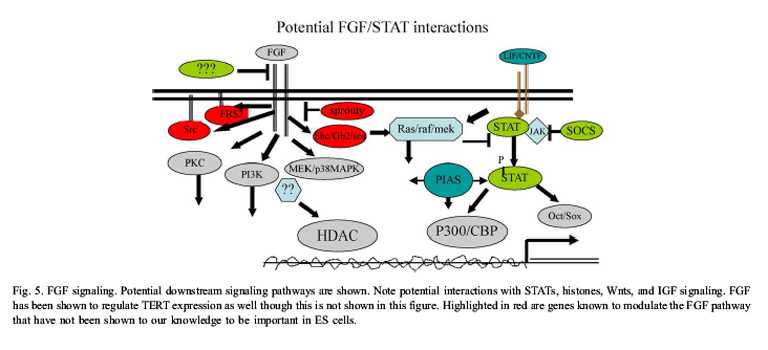 Potential FGF/STAT interactions
FGF
LIF/CNTF
???
FRS2
sprouty
Src
Shc/Gb2/sos
Ras/raf/mek
STAT
JAK
SOCS
PKC
PI3K
MEK/p38MAPK
P
??
PIAS
STAT
HDAC
P300/CBP
Oct/Sox
Fig. 5. FGF signaling. Potential downstream signaling pathways are shown. Note potential interactions with STATs, histones, Wnts, and IGF signaling. FGF
has been shown to regulate TERT expression as well though this is not shown in this figure. Highlighted in red are genes known to modulate the FGF pathway
that have not been shown to our knowledge to be important in ES cells.